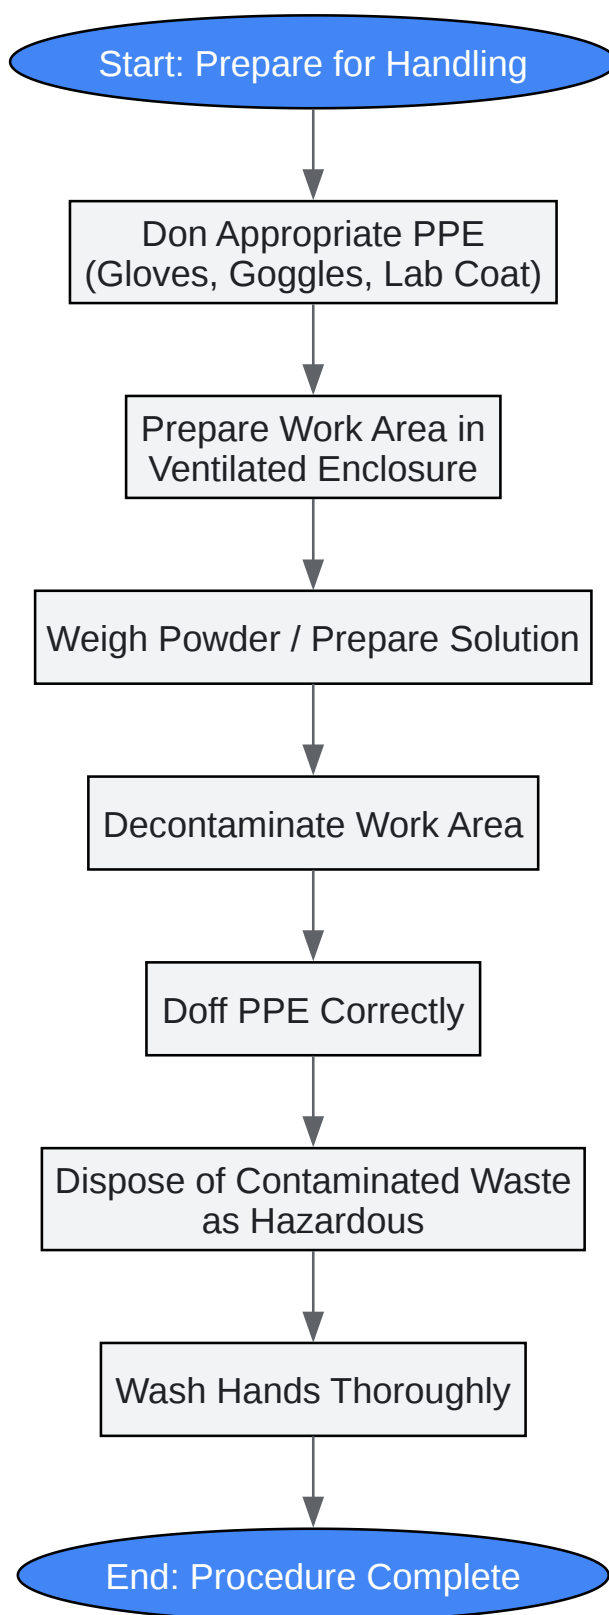 Start: Prepare for Handling
Don Appropriate PPE
(Gloves, Goggles, Lab Coat)
Prepare Work Area in
Ventilated Enclosure
Weigh Powder / Prepare Solution
Decontaminate Work Area
Doff PPE Correctly
Dispose of Contaminated Waste
as Hazardous
Wash Hands Thoroughly
End: Procedure Complete